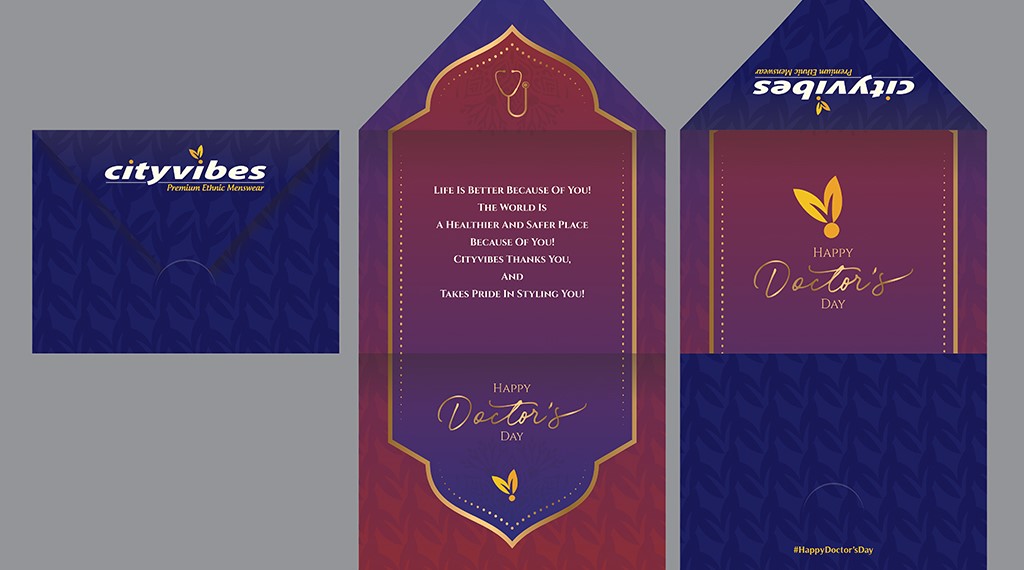 #HappyDoctor'sDay
Happy
Doctor's
Day
cityvibes
Premium Ethnic Menswear
Happy
Doctor's
Day
Life Is Better Because Of You!
The World Is
A Healthier And Safer Place
Because Of You!
Cityvibes Thanks You,
And
Takes Pride In Styling You!
cityvibes
Premium Ethnic Menswear